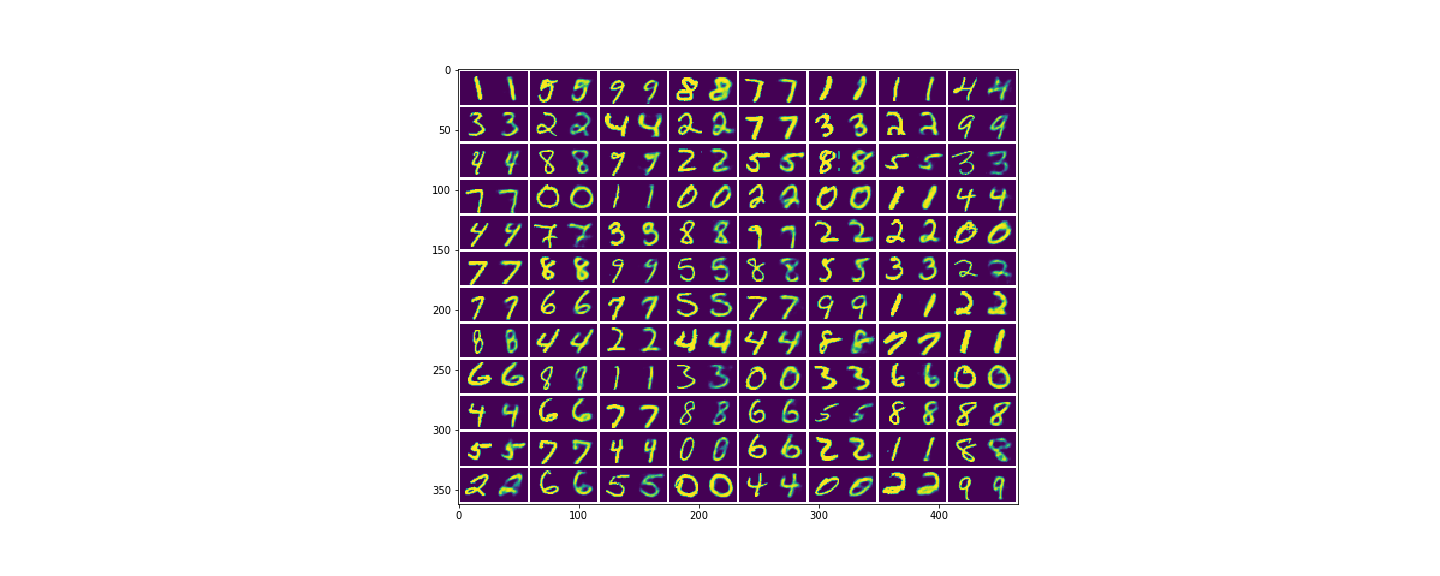 0
1 1 5 5 9 9 8 8 7 7 1 1 1 1 4 4
50
3 3 2 2 4 4 2 2 7 7 3 3 2 2 9 9
4 4 8 8 9 9 2 2 5 5 8 8 5 5 3 3
100
7 7 0 0 1 1 0 0 2 2 0 0 1 1 4 4
4 4 7 7 3 3 8 8 9 9 2 2 2 2 0 0
150
7 7 8 8 9 9 5 5 8 8 5 5 3 3 2 2
200
7 7 6 6 7 7 5 5 7 7 9 9 1 1 2 2
8 8 4 4 2 2 4 4 4 4 8 8 7 7 1 1
250
6 6 8 8 1 1 3 3 0 0 3 3 6 6 0 0
4 4 6 6 7 7 8 8 6 6 5 5 8 8 8 8
300
5 5 7 7 4 4 0 0 6 6 2 2 1 1 8 8
350
2 2 6 6 5 5 0 0 4 4 0 0 2 2 9 9
0 100 200 300 400